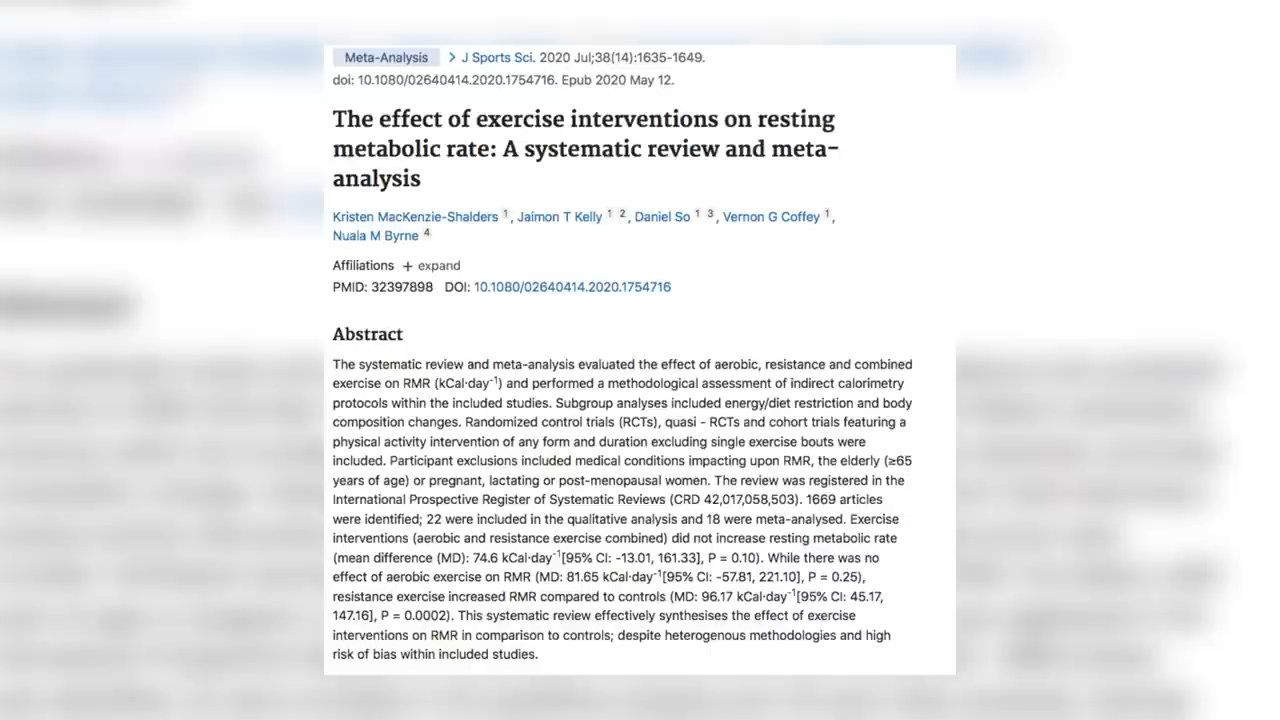 Meta-Analysis > J Sports Sci. 2020 Jul;38(14):1635-1649.
doi: 10.1080/02640414.2020.1754716. Epub 2020 May 12.
The effect of exercise interventions on resting
metabolic rate: A systematic review and meta-
analysis
Kristen MacKenzie-Shalders 1, Jaimon T Kelly 1 2, Daniel So 1 3, Vernon G Coffey 1,
Nuala M Byrne 4
Affiliations + expand
PMID: 32397898 DOI: 10.1080/02640414.2020.1754716
Abstract
The systematic review and meta-analysis evaluated the effect of aerobic, resistance and combined
exercise on RMR (kCal·day⁻¹) and performed a methodological assessment of indirect calorimetry
protocols within the included studies. Subgroup analyses included energy/diet restriction and body
composition changes. Randomized control trials (RCTs), quasi - RCTs and cohort trials featuring a
physical activity intervention of any form and duration excluding single exercise bouts were
included. Participant exclusions included medical conditions impacting upon RMR, the elderly (≥65
years of age) or pregnant, lactating or post-menopausal women. The review was registered in the
International Prospective Register of Systematic Reviews (CRD 42,017,058,503). 1669 articles
were identified; 22 were included in the qualitative analysis and 18 were meta-analysed. Exercise
interventions (aerobic and resistance exercise combined) did not increase resting metabolic rate
(mean difference (MD): 74.6 kCal·day⁻¹[95% CI: -13.01, 161.33], P = 0.10). While there was no
effect of aerobic exercise on RMR (MD: 81.65 kCal·day⁻¹[95% CI: -57.81, 221.10], P = 0.25),
resistance exercise increased RMR compared to controls (MD: 96.17 kCal·day⁻¹[95% CI: 45.17,
147.16], P = 0.0002). This systematic review effectively synthesises the effect of exercise
interventions on RMR in comparison to controls; despite heterogenous methodologies and high
risk of bias within included studies.